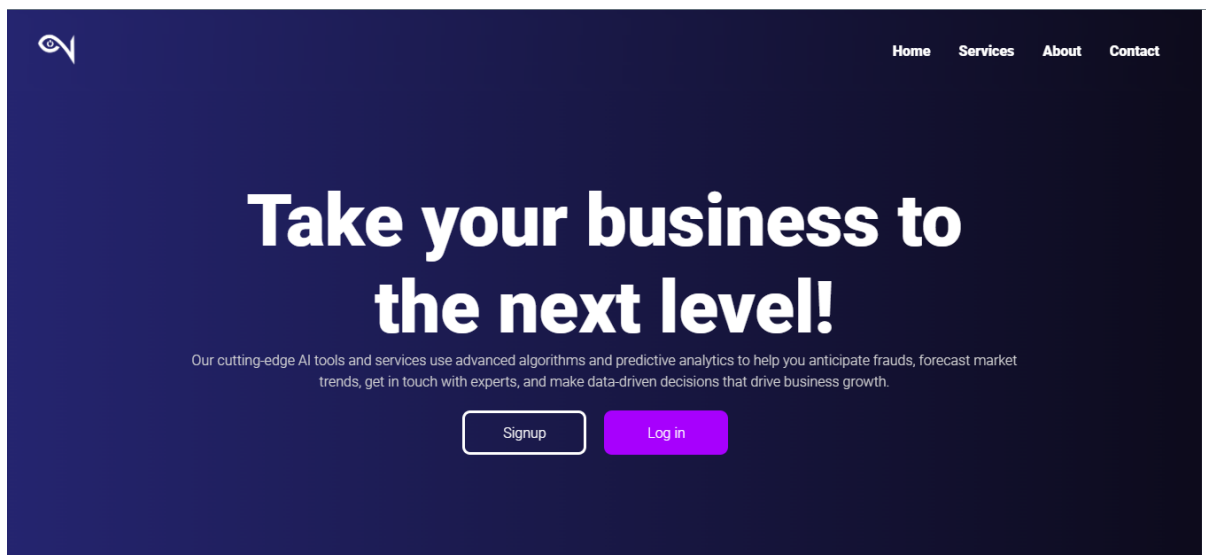 Home Services About Contact
Take your business to
the next level!
Our cutting-edge AI tools and services use advanced algorithms and predictive analytics to help you anticipate frauds, forecast market
trends, get in touch with experts, and make data-driven decisions that drive business growth.
Signup Log in